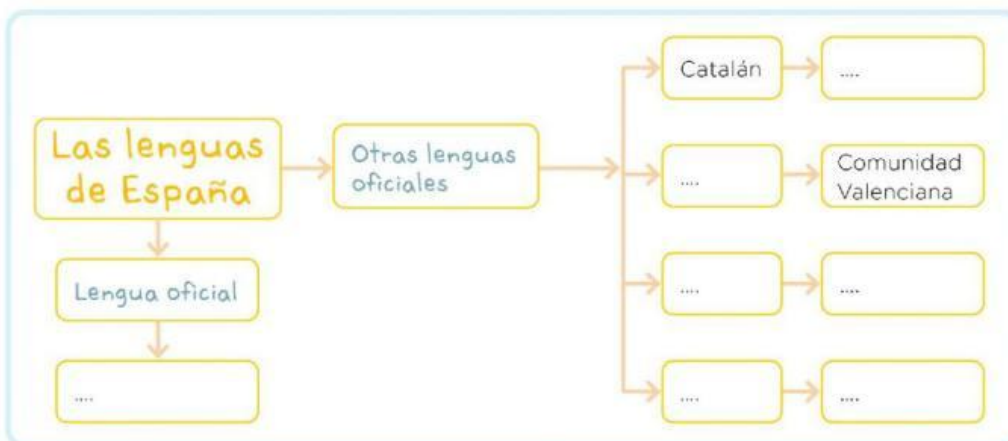 Las lenguas
de España
Otras lenguas
oficiales
Catalán
....
....
Comunidad
Valenciana
....
....
....
....
Lengua oficial
....